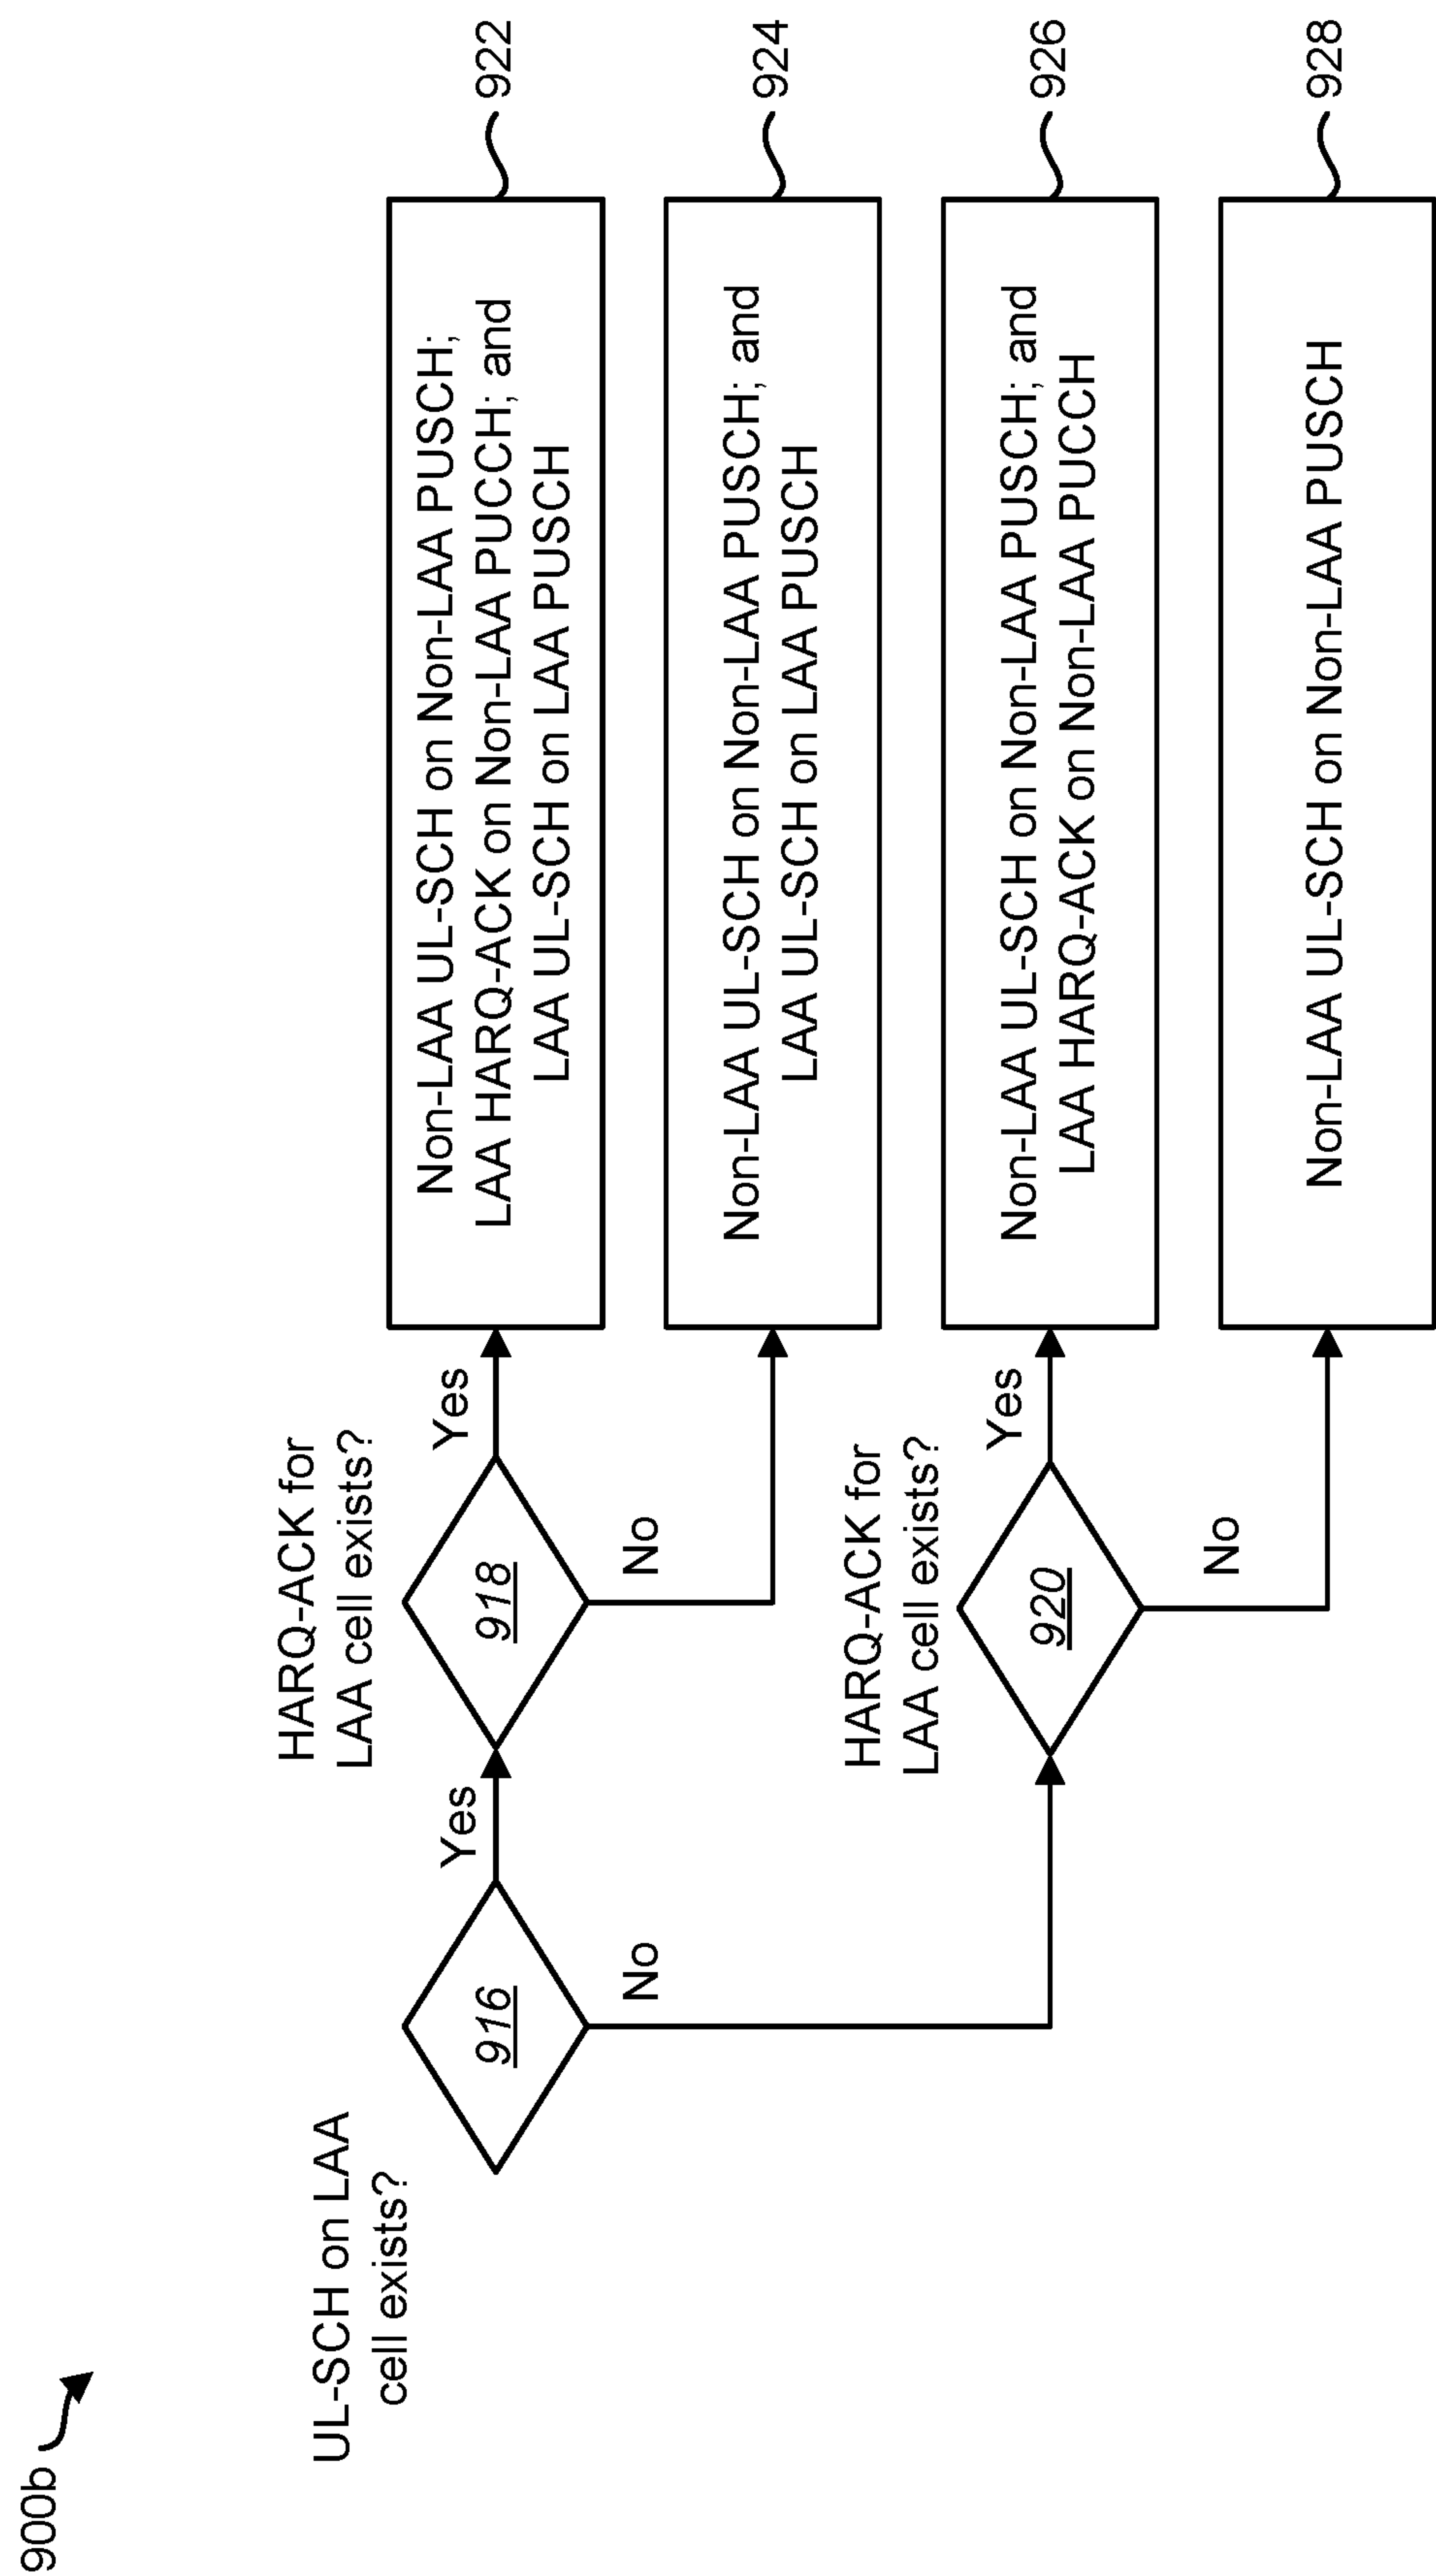 900b
UL-SCH on LAA
cell exists?
916
Yes
No
HARQ-ACK for
LAA cell exists?
918
Yes
No
HARQ-ACK for
LAA cell exists?
920
Yes
No
Non-LAA UL-SCH on Non-LAA PUSCH;
LAA HARQ-ACK on Non-LAA PUCCH; and
LAA UL-SCH on LAA PUSCH
922
Non-LAA UL-SCH on Non-LAA PUSCH; and
LAA UL-SCH on LAA PUSCH
924
Non-LAA UL-SCH on Non-LAA PUSCH; and
LAA HARQ-ACK on Non-LAA PUCCH
926
Non-LAA UL-SCH on Non-LAA PUSCH
928